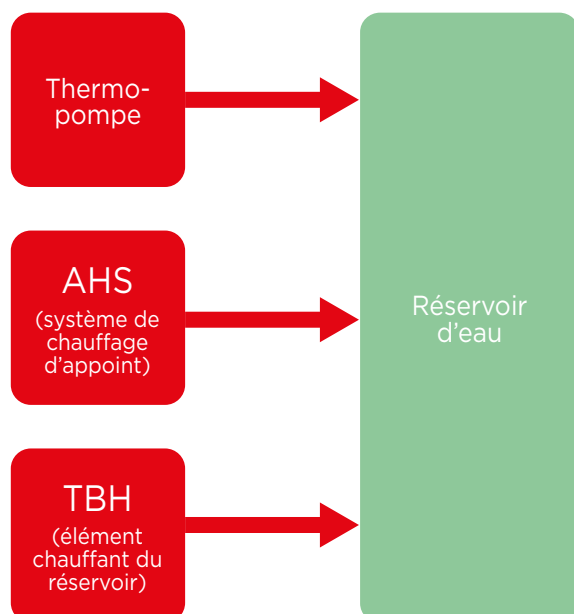 Thermo-
pompe
AHS
(système de
chauffage
d'appoint)
Réservoir
d'eau
TBH
(élément
chauffant du
réservoir)